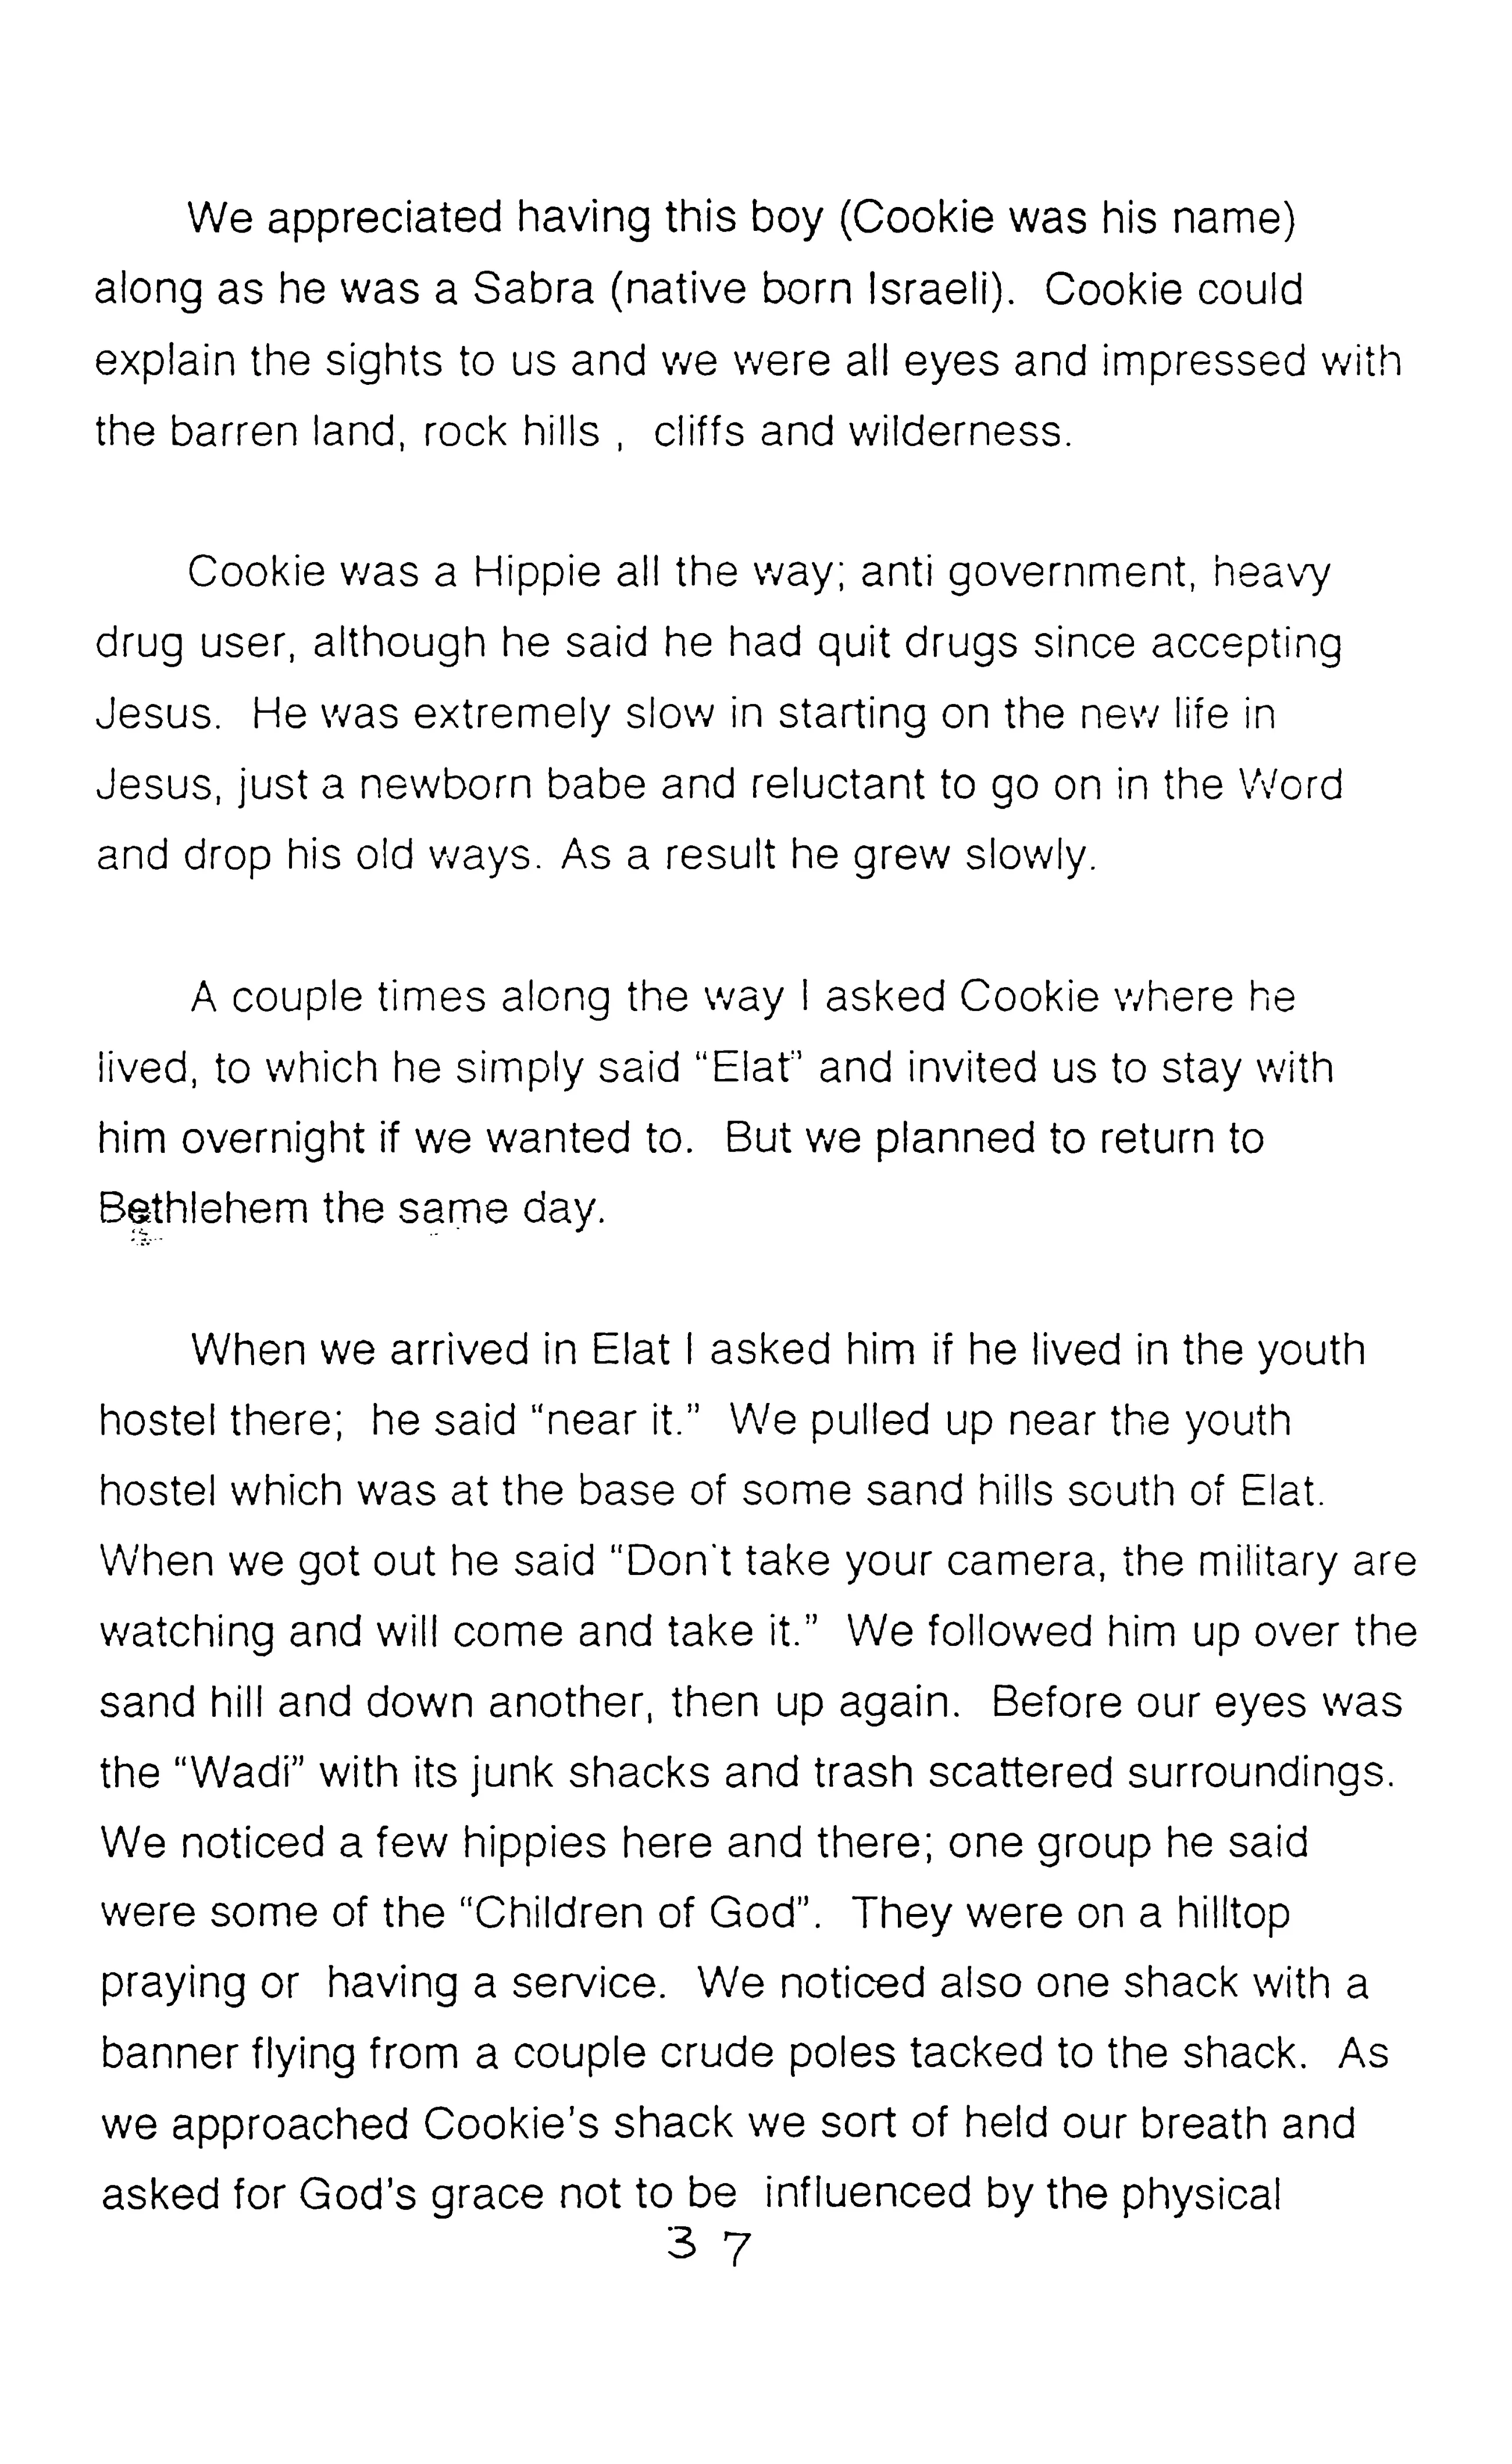 We appreciated having this boy (Cookie was his name)
along as he was a Sabra (native born Israeli).  Cookie could
explain the sights to us and we were all eyes and impressed with
the barren land, rock hills ,  cliffs and wilderness.
Cookie was a Hippie all the way; anti government, heavy
drug user, although he said he had quit drugs since accepting
Jesus.  He was extremely slow in starting on the new life in
Jesus, just a newborn babe and reluctant to go on in the Word
and drop his old ways. As a result he grew slowly.
A couple times along the way I asked Cookie where he
lived, to which he simply said "Elat" and invited us to stay with
him overnight if we wanted to.  But we planned to return to
Bethlehem the same day.
When we arrived in Elat I asked him if he lived in the youth
hostel there;  he said "near it."  We pulled up near the youth
hostel which was at the base of some sand hills south of Elat.
When we got out he said "Don't take your camera, the military are
watching and will come and take it."  We followed him up over the
sand hill and down another, then up again.  Before our eyes was
the "Wadi" with its junk shacks and trash scattered surroundings.
We noticed a few hippies here and there; one group he said
were some of the "Children of God".  They were on a hilltop
praying or  having a service.  We noticed also one shack with a
banner flying from a couple crude poles tacked to the shack.  As
we approached Cookie's shack we sort of held our breath and
asked for God's grace not to be  influenced by the physical
3 7